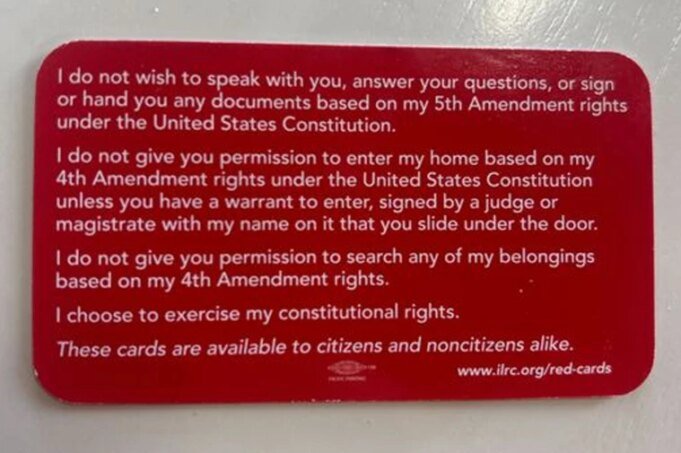 I do not wish to speak with you, answer your questions, or sign
or hand you any documents based on my 5th Amendment rights
under the United States Constitution.
I do not give you permission to enter my home based on my
4th Amendment rights under the United States Constitution
unless you have a warrant to enter, signed by a judge or
magistrate with my name on it that you slide under the door.
I do not give you permission to search any of my belongings
based on my 4th Amendment rights.
I choose to exercise my constitutional rights.
These cards are available to citizens and noncitizens alike.
www.ilrc.org/red-cards